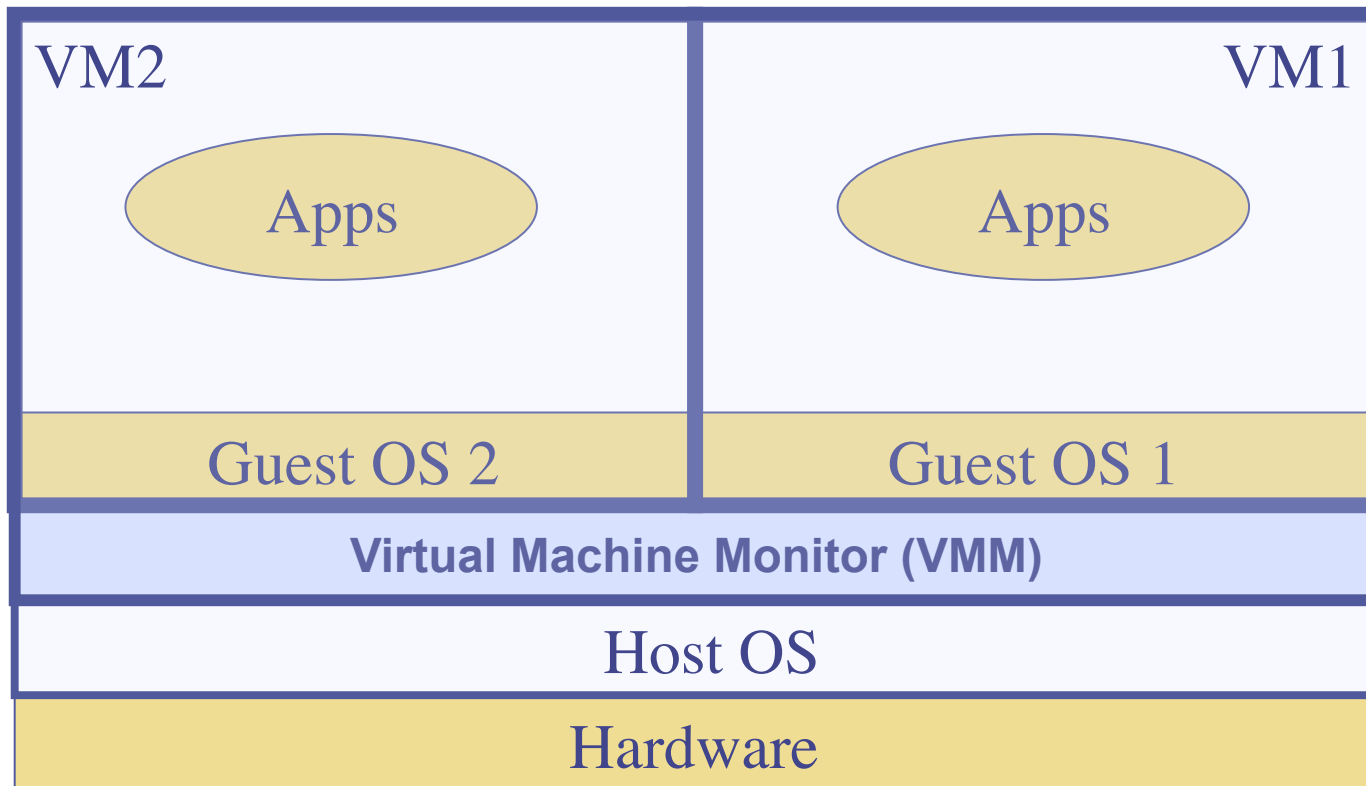 VM2
VM1
Apps
Apps
Guest OS 2
Guest OS 1
Virtual Machine Monitor (VMM)
Host OS
Hardware